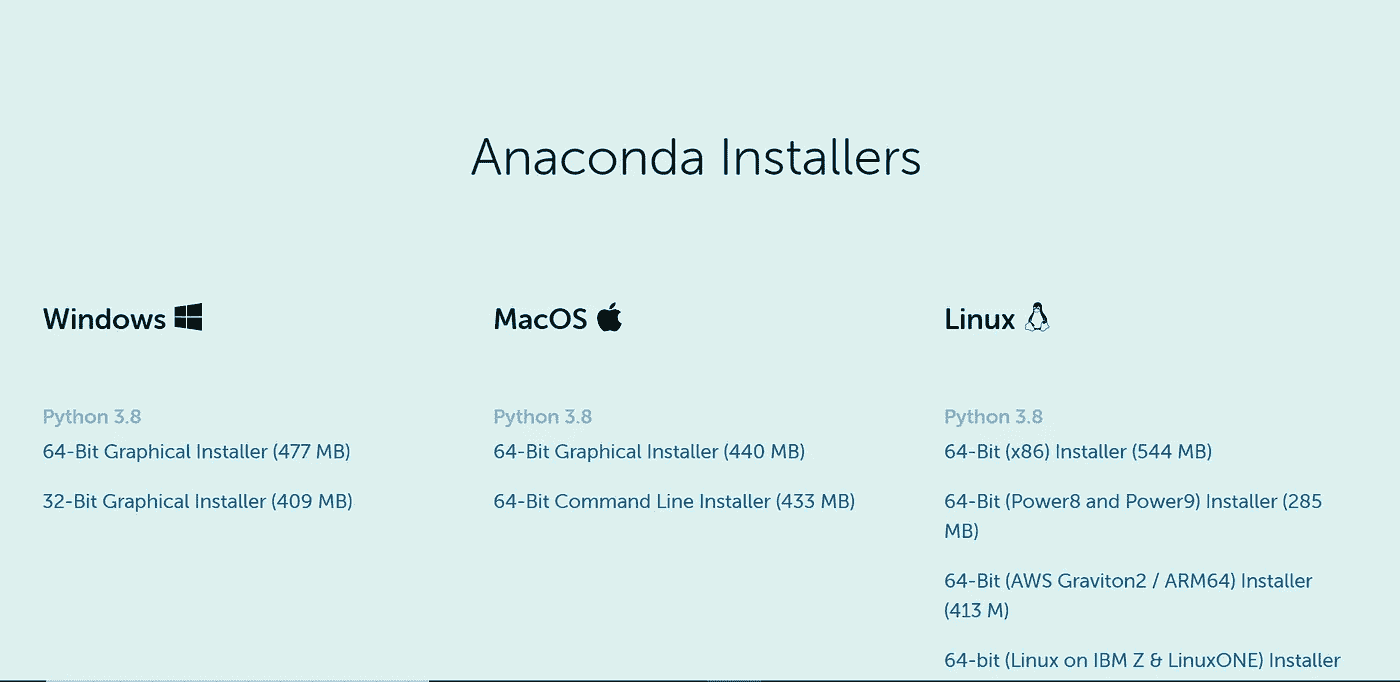 Anaconda Installers
Windows
Python 3.8
64-Bit Graphical Installer (477 MB)
32-Bit Graphical Installer (409 MB)
MacOS
Python 3.8
64-Bit Graphical Installer (440 MB)
64-Bit Command Line Installer (433 MB)
Linux
Python 3.8
64-Bit (x86) Installer (544 MB)
64-Bit (Power8 and Power9) Installer (285
MB)
64-Bit (AWS Graviton2 / ARM64) Installer
(413 M)
64-bit (Linux on IBM Z & LinuxONE) Installer